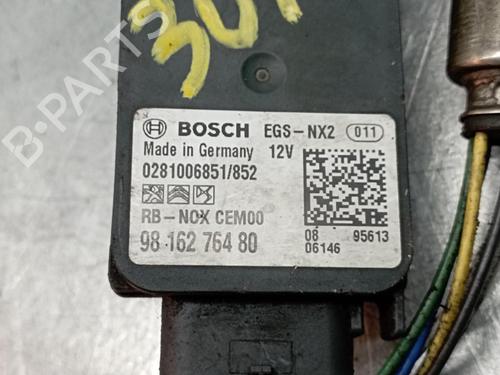 BOSCH EGS-NX2 011
Made in Germany 12V
0281006851/852
RB-NOX CEM00
98 162 764 80
08 95613
06146
B-PARTS